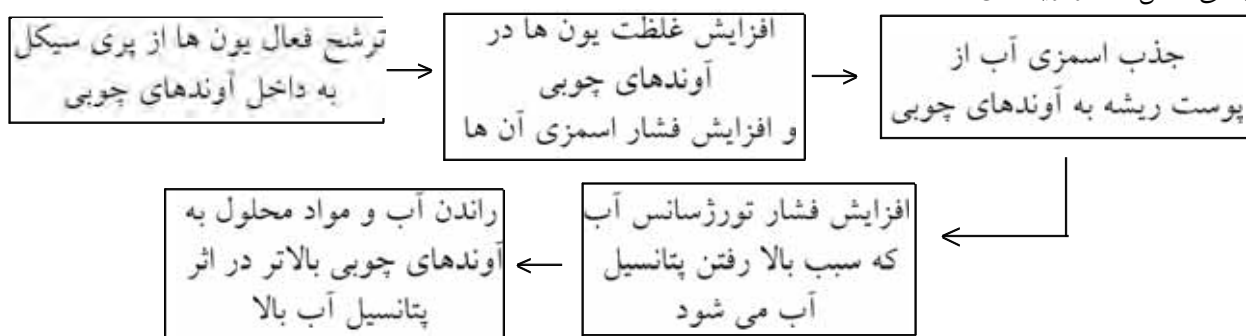 ترشح فعال یون ها از پری سیکل
به داخل آوندهای چوبی
افزایش غلظت یون ها در
آوندهای چوبی
و افزایش فشار اسمزی آن ها
جذب اسمزی آب از
پوست ریشه به آوندهای چوبی
افزایش فشار تورژسانس آب
که سبب بالا رفتن پتانسیل
آب می شود
راندن آب و مواد محلول به
آوندهای چوبی بالاتر در اثر
پتانسیل آب بالا